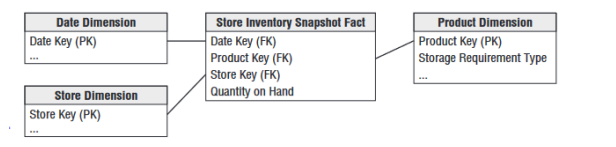 Date Dimension
Date Key (PK)
...
Store Dimension
Store Key (PK)
...
Store Inventory Snapshot Fact
Date Key (FK)
Product Key (FK)
Store Key (FK)
Quantity on Hand
Product Dimension
Product Key (PK)
Storage Requirement Type
...